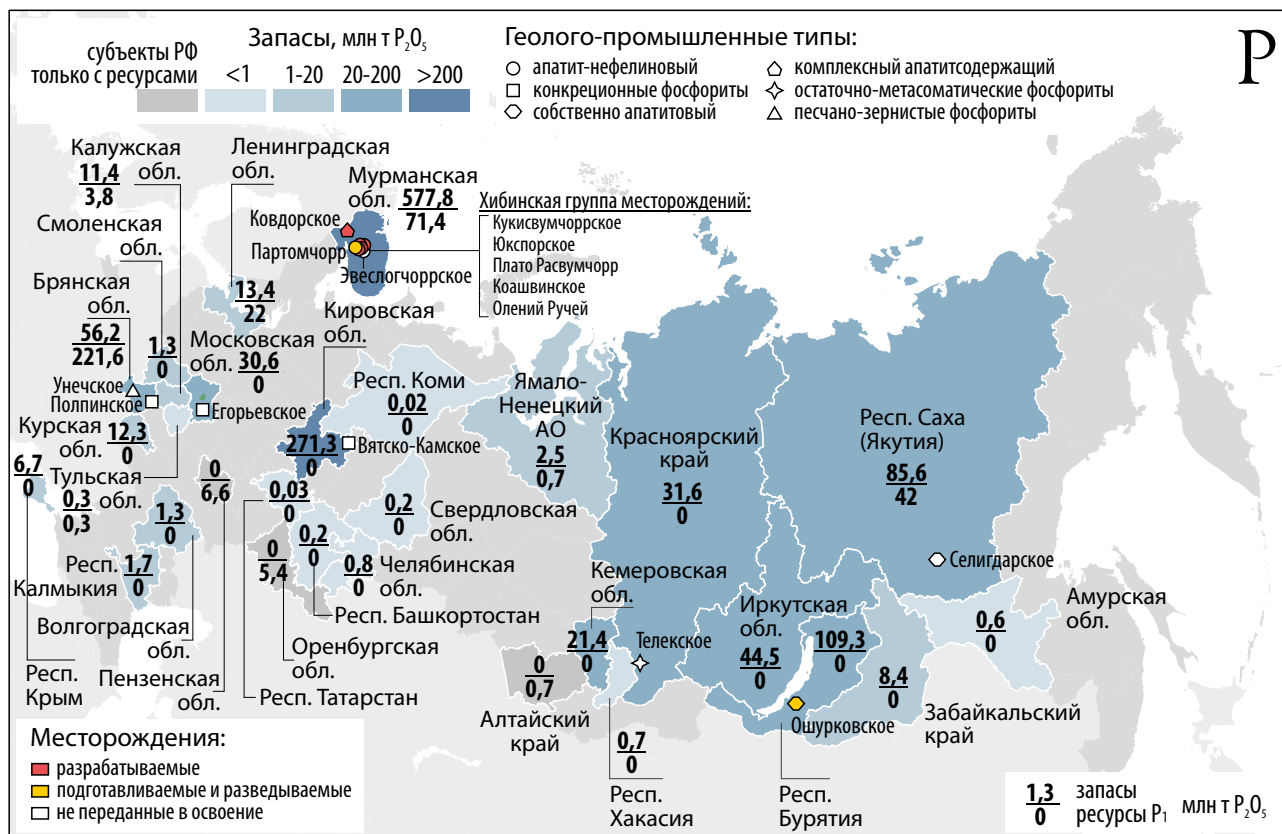 субъекты РФ
только с ресурсами
Запасы, млн т P₂O₅
<1
1-20
20-200
>200
Геолого-промышленные типы:
апатит-нефелиновый
конкреционные фосфориты
собственно апатитовый
комплексный апатитсодержащий
остаточно-метасоматические фосфориты
песчано-зернистые фосфориты
P
Калужская
обл.
11,4
3,8
Ленинградская
обл.
13,4
22
Мурманская
обл.
577,8
71,4
Ковдорское
Партомчорр
Эвеслогчоррское
Хибинская группа месторождений:
Кукисвумчоррское
Юкспорское
Плато Расвумчорр
Коашвинское
Олений Ручей
Смоленская
обл.
1,3
0
Брянская
обл.
56,2
221,6
Унечское
Полпинское
Московская
обл.
30,6
0
Егорьевское
Кировская
обл.
271,3
0
Вятско-Камское
Респ. Коми
0,02
0
Ямало-
Ненецкий
АО
2,5
0,7
Красноярский
край
31,6
0
Респ. Саха
(Якутия)
85,6
42
Селигдарское
Курская
обл.
12,3
0
Тульская
обл.
0,3
0,3
6,7
0
Респ.
Крым
0
6,6
Пензенская
обл.
1,3
0
Волгоградская
обл.
Респ.
Калмыкия
1,7
0
0,03
0
Респ. Татарстан
0
5,4
Оренбургская
обл.
0,2
0
Респ. Башкортостан
0,8
0
Челябинская
обл.
0,2
0
Свердловская
обл.
Кемеровская
обл.
21,4
0
Телекское
0
0,7
Алтайский
край
0,7
0
Респ.
Хакасия
Иркутская
обл.
44,5
0
109,3
0
Ошурковское
Респ.
Бурятия
8,4
0
Забайкальский
край
0,6
0
Амурская
обл.
Месторождения:
разрабатываемые
подготавливаемые и разведываемые
не переданные в освоение
1,3
0
запасы
ресурсы P₁
млн т P₂O₅